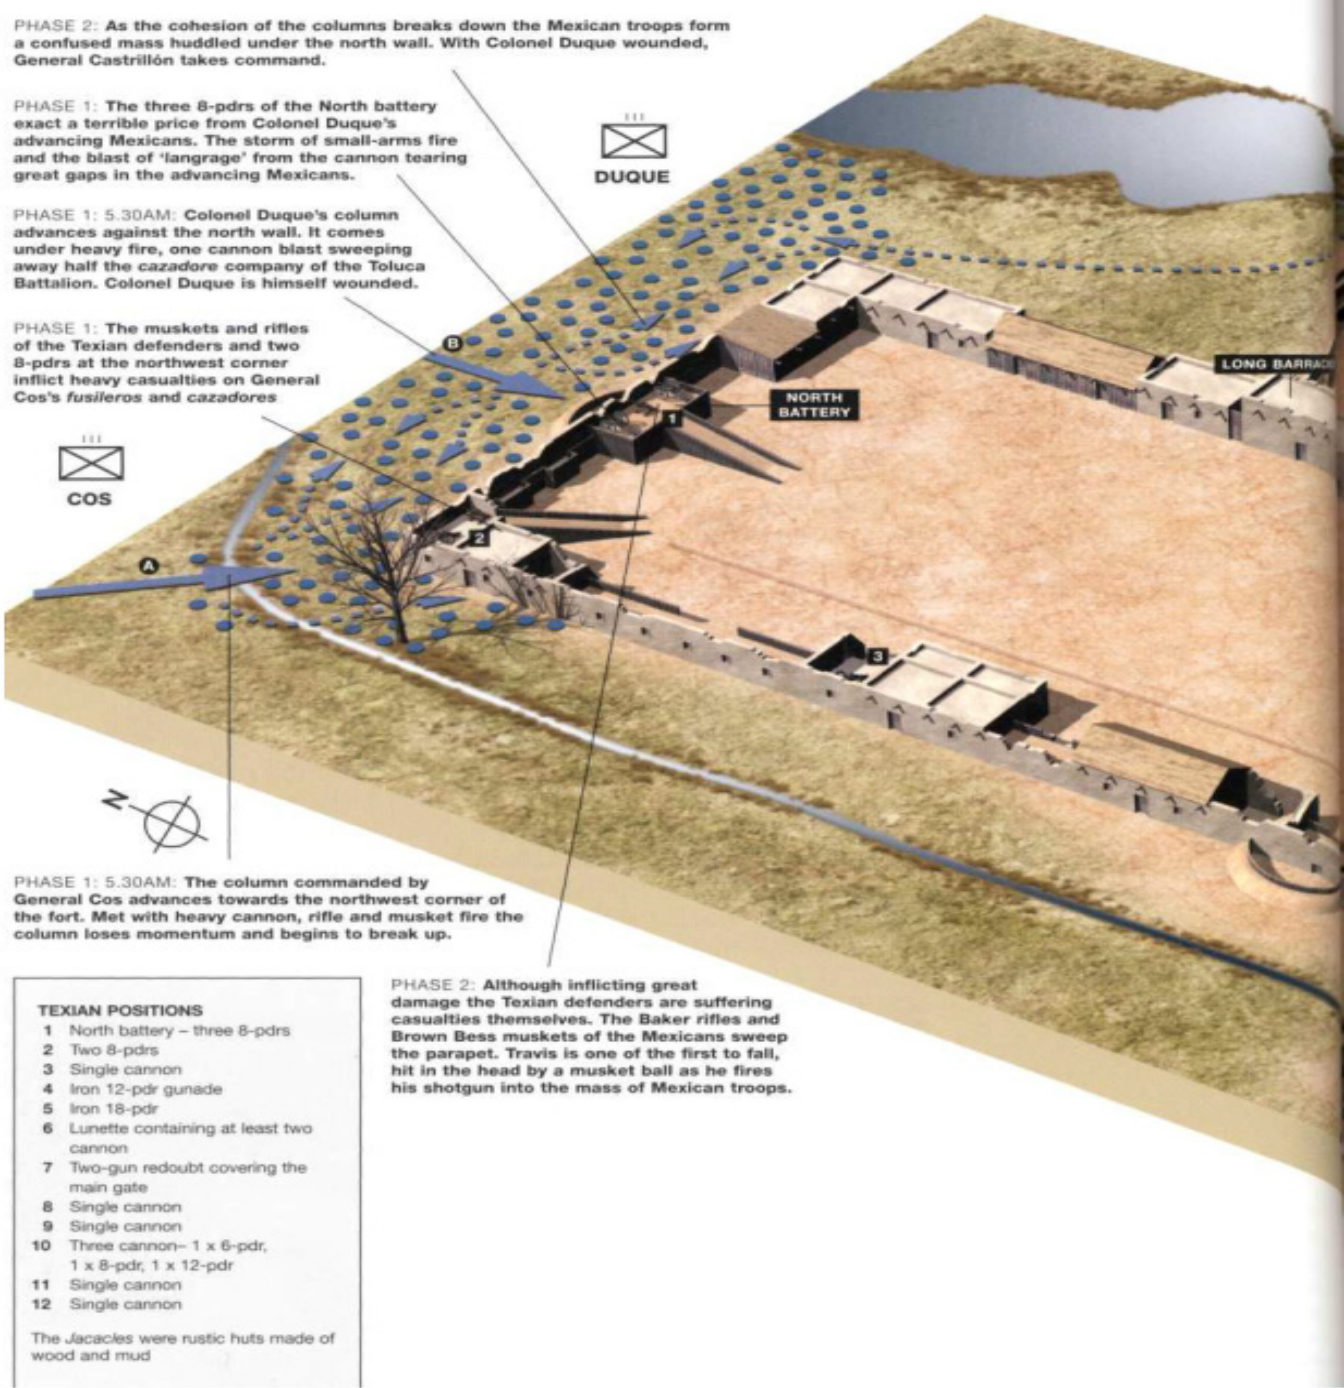 PHASE 2: As the cohesion of the columns breaks down the Mexican troops form
a confused mass huddled under the north wall. With Colonel Duque wounded,
General Castrillón takes command.
PHASE 1: The three 8-pdrs of the North battery
exact a terrible price from Colonel Duque's
advancing Mexicans. The storm of small-arms fire
and the blast of 'langrage' from the cannon tearing
great gaps in the advancing Mexicans.
PHASE 1: 5.30AM: Colonel Duque's column
advances against the north wall. It comes
under heavy fire, one cannon blast sweeping
away half the cazadore company of the Toluca
Battalion. Colonel Duque is himself wounded.
PHASE 1: The muskets and rifles
of the Texian defenders and two
8-pdrs at the northwest corner
inflict heavy casualties on General
Cos's fusileros and cazadores
III
DUQUE
III
COS
B
A
1
NORTH
BATTERY
LONG
2
3
N
PHASE 1: 5.30AM: The column commanded by
General Cos advances towards the northwest corner of
the fort. Met with heavy cannon, rifle and musket fire the
column loses momentum and begins to break up.
PHASE 2: Although inflicting great
damage the Texian defenders are suffering
casualties themselves. The Baker rifles and
Brown Bess muskets of the Mexicans sweep
the parapet. Travis is one of the first to fall,
hit in the head by a musket ball as he fires
his shotgun into the mass of Mexican troops.
TEXIAN POSITIONS
1 North battery – three 8-pdrs
2 Two 8-pdrs
3 Single cannon
4 Iron 12-pdr gunade
5 Iron 18-pdr
6 Lunette containing at least two
cannon
7 Two-gun redoubt covering the
main gate
8 Single cannon
9 Single cannon
10 Three cannon– 1 x 6-pdr,
1 x 8-pdr, 1 x 12-pdr
11 Single cannon
12 Single cannon
The Jacacles were rustic huts made of
wood and mud